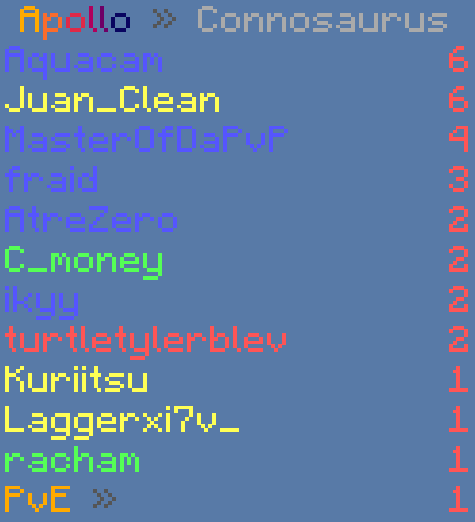 Apollo » Connosaurus
Aquacam 6
Juan_Clean 6
MasterOfDaPvP 4
fraid 3
AtreZero 2
C_money 2
ikyy 2
turtletylerblev 2
Kuriitsu 1
Laggerxi7v_ 1
racham 1
PvE » 1